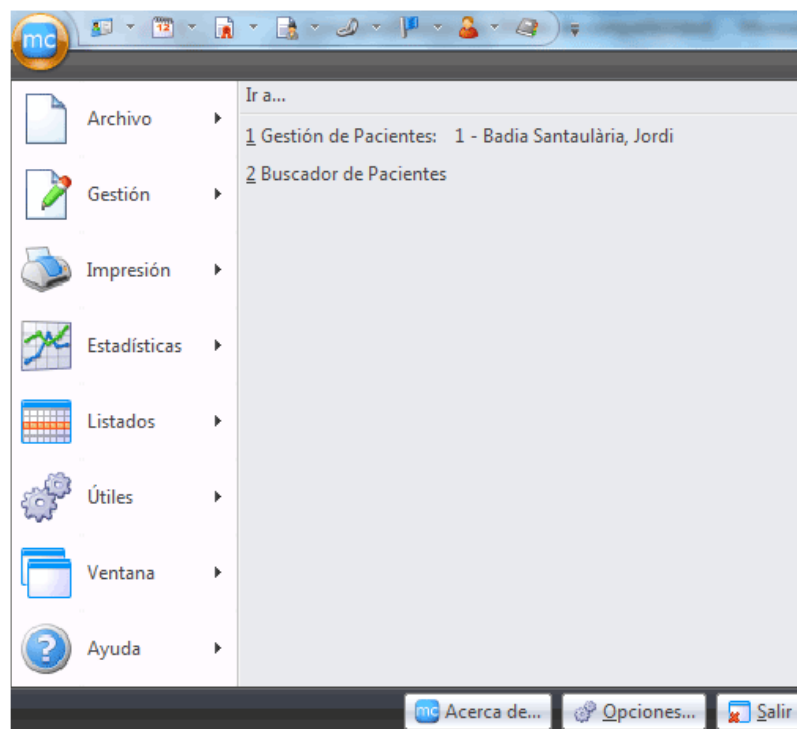 mc
12
Archivo
Gestión
Impresión
Estadísticas
Listados
Útiles
Ventana
Ayuda
Ir a...
1 Gestión de Pacientes: 1 - Badia Santaulària, Jordi
2 Buscador de Pacientes
mc Acerca de...
Opciones...
Salir